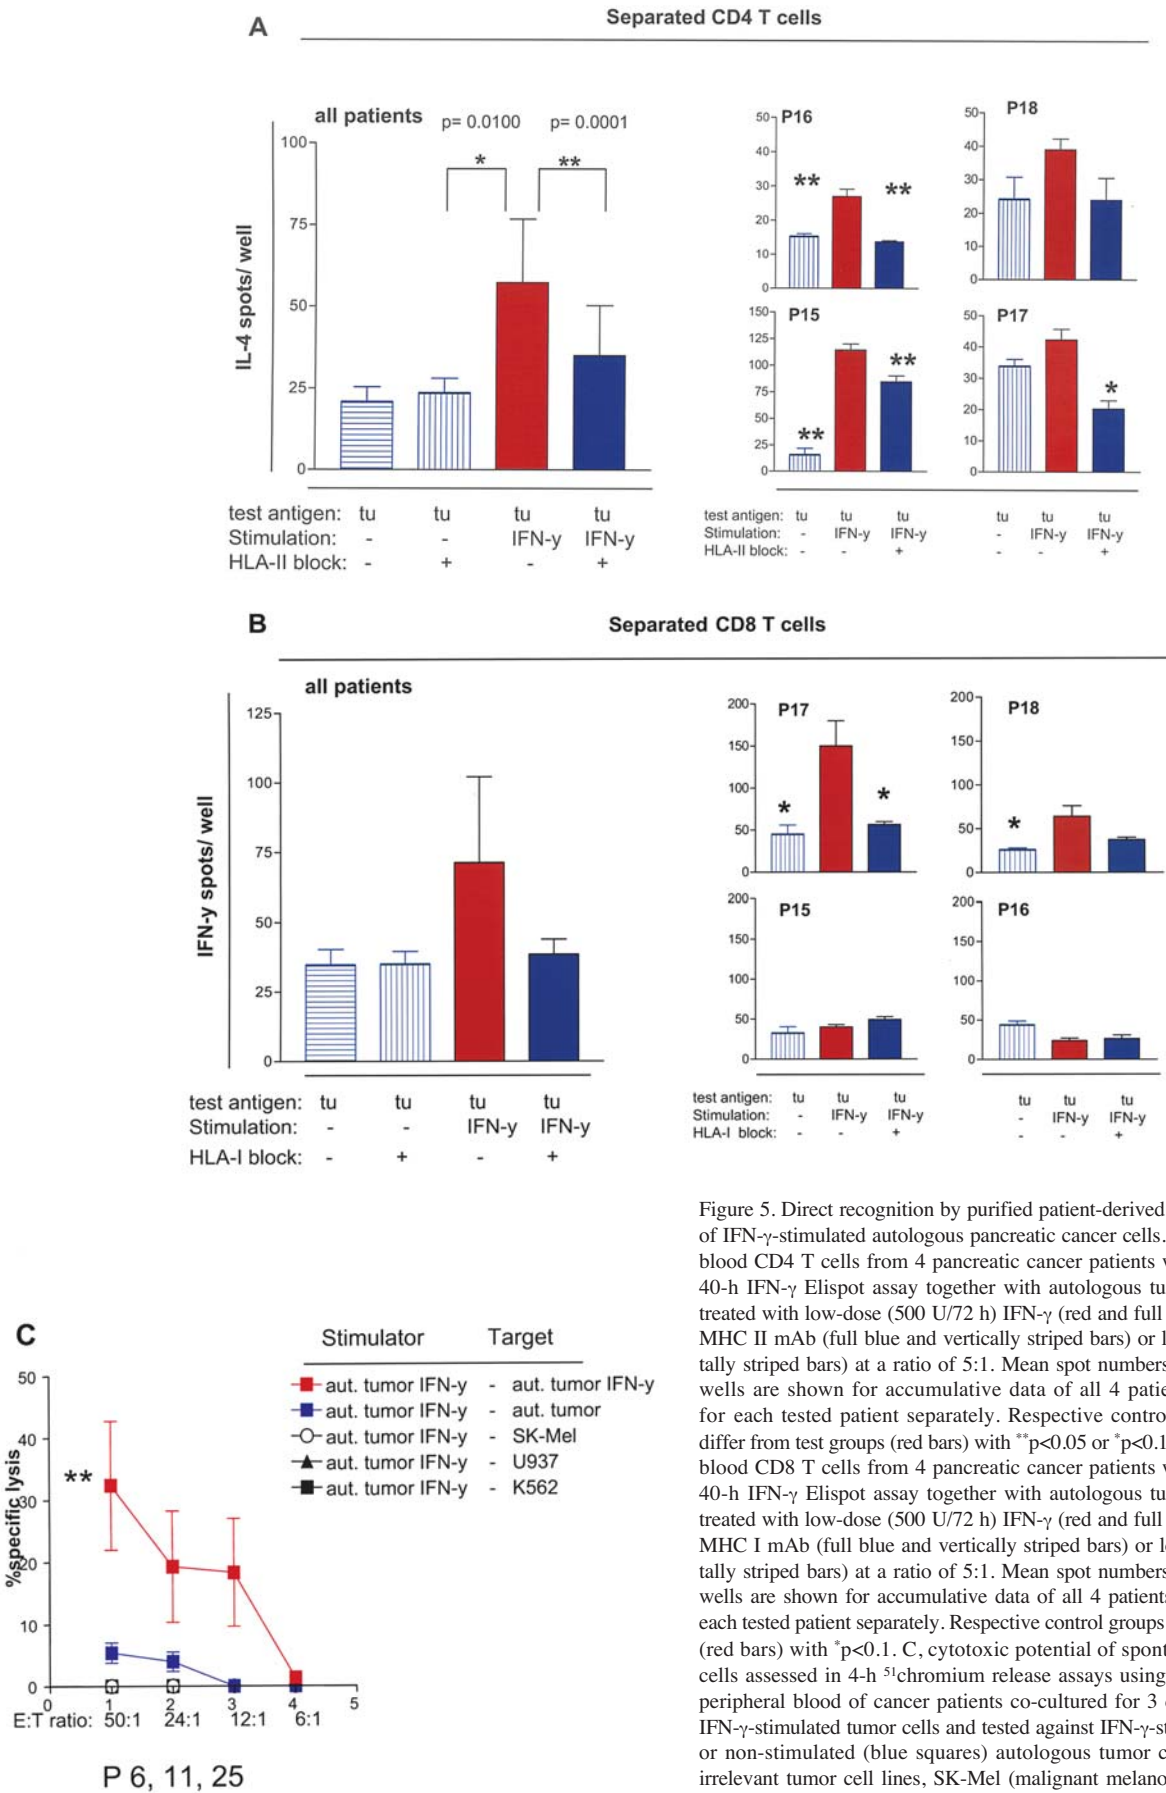 A
Separated CD4 T cells
all patients
p= 0.0100 p= 0.0001
* **
IL-4 spots/ well
100
75
50
25
0
test antigen: tu tu tu tu
Stimulation: - - IFN-y IFN-y
HLA-II block: - + - +
P16
50
40
30
20
10
0
** **
P18
50
40
30
20
10
0
P15
150
125
100
75
50
25
0
** **
P17
50
40
30
20
10
0
*
test antigen: tu tu tu tu tu tu
Stimulation: - IFN-y IFN-y - IFN-y IFN-y
HLA-II block: - - + - - +
B
Separated CD8 T cells
all patients
IFN-y spots/ well
125
100
75
50
25
0
test antigen: tu tu tu tu
Stimulation: - - IFN-y IFN-y
HLA-I block: - + - +
P17
200
150
100
50
0
* *
P18
200
150
100
50
0
*
P15
200
150
100
50
0
P16
200
150
100
50
0
test antigen: tu tu tu tu tu tu
Stimulation: - IFN-y IFN-y - IFN-y IFN-y
HLA-I block: - - + - - +
C
Stimulator Target
aut. tumor IFN-y - aut. tumor IFN-y
aut. tumor IFN-y - aut. tumor
aut. tumor IFN-y - SK-Mel
aut. tumor IFN-y - U937
aut. tumor IFN-y - K562
%specific lysis
50
40
30
20
10
0
**
0 1 2 3 4 5
E:T ratio: 50:1 24:1 12:1 6:1
P 6, 11, 25
Figure 5. Direct recognition by purified patient-derived
of IFN-γ-stimulated autologous pancreatic cancer cells.
blood CD4 T cells from 4 pancreatic cancer patients
40-h IFN-γ Elispot assay together with autologous
treated with low-dose (500 U/72 h) IFN-γ (red and full
MHC II mAb (full blue and vertically striped bars) or
tally striped bars) at a ratio of 5:1. Mean spot numbers
wells are shown for accumulative data of all 4
for each tested patient separately. Respective control
differ from test groups (red bars) with **p<0.05 or *p<0.1
blood CD8 T cells from 4 pancreatic cancer patients
40-h IFN-γ Elispot assay together with autologous
treated with low-dose (500 U/72 h) IFN-γ (red and full
MHC I mAb (full blue and vertically striped bars) or
tally striped bars) at a ratio of 5:1. Mean spot numbers
wells are shown for accumulative data of all 4 patients
each tested patient separately. Respective control groups
(red bars) with *p<0.1. C, cytotoxic potential of
cells assessed in 4-h 51chromium release assays using
peripheral blood of cancer patients co-cultured for 3
IFN-γ-stimulated tumor cells and tested against
or non-stimulated (blue squares) autologous tumor
irrelevant tumor cell lines, SK-Mel (malignant